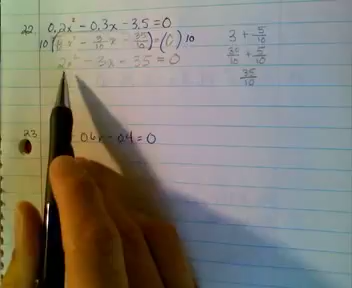 22. 0.2x² - 0.3x - 3.5 = 0
10( x² - 3/10 x - 35/10) = (0) 10
2x² - 3x - 35 = 0
3 + 5/10
30/10 + 5/10
35/10
23. 0.6x - 0.4 = 0